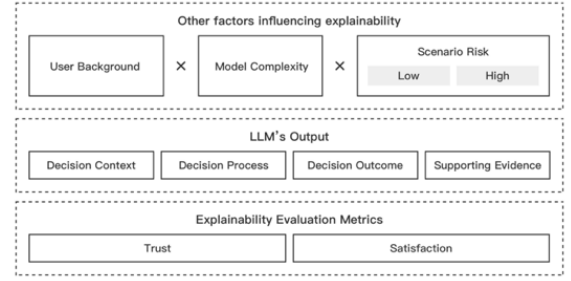 Other factors influencing explainability
User Background × Model Complexity × Scenario Risk
Low High
LLM's Output
Decision Context Decision Process Decision Outcome Supporting Evidence
Explainability Evaluation Metrics
Trust Satisfaction